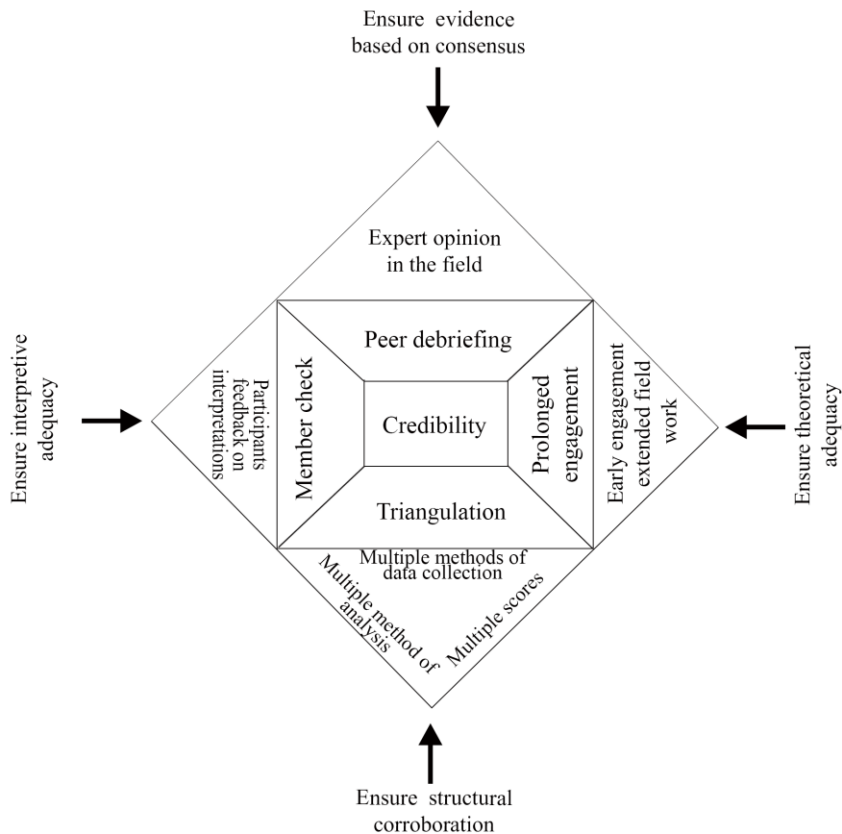 Ensure evidence
based on consensus
Expert opinion
in the field
Peer debriefing
Ensure interpretive
adequacy
Participants
feedback on
interpretations
Member check
Credibility
Prolonged
engagement
Early engagement
extended field
work
Ensure theoretical
adequacy
Triangulation
Multiple methods of
data collection
Multiple method of
analysis
Multiple scores
Ensure structural
corroboration